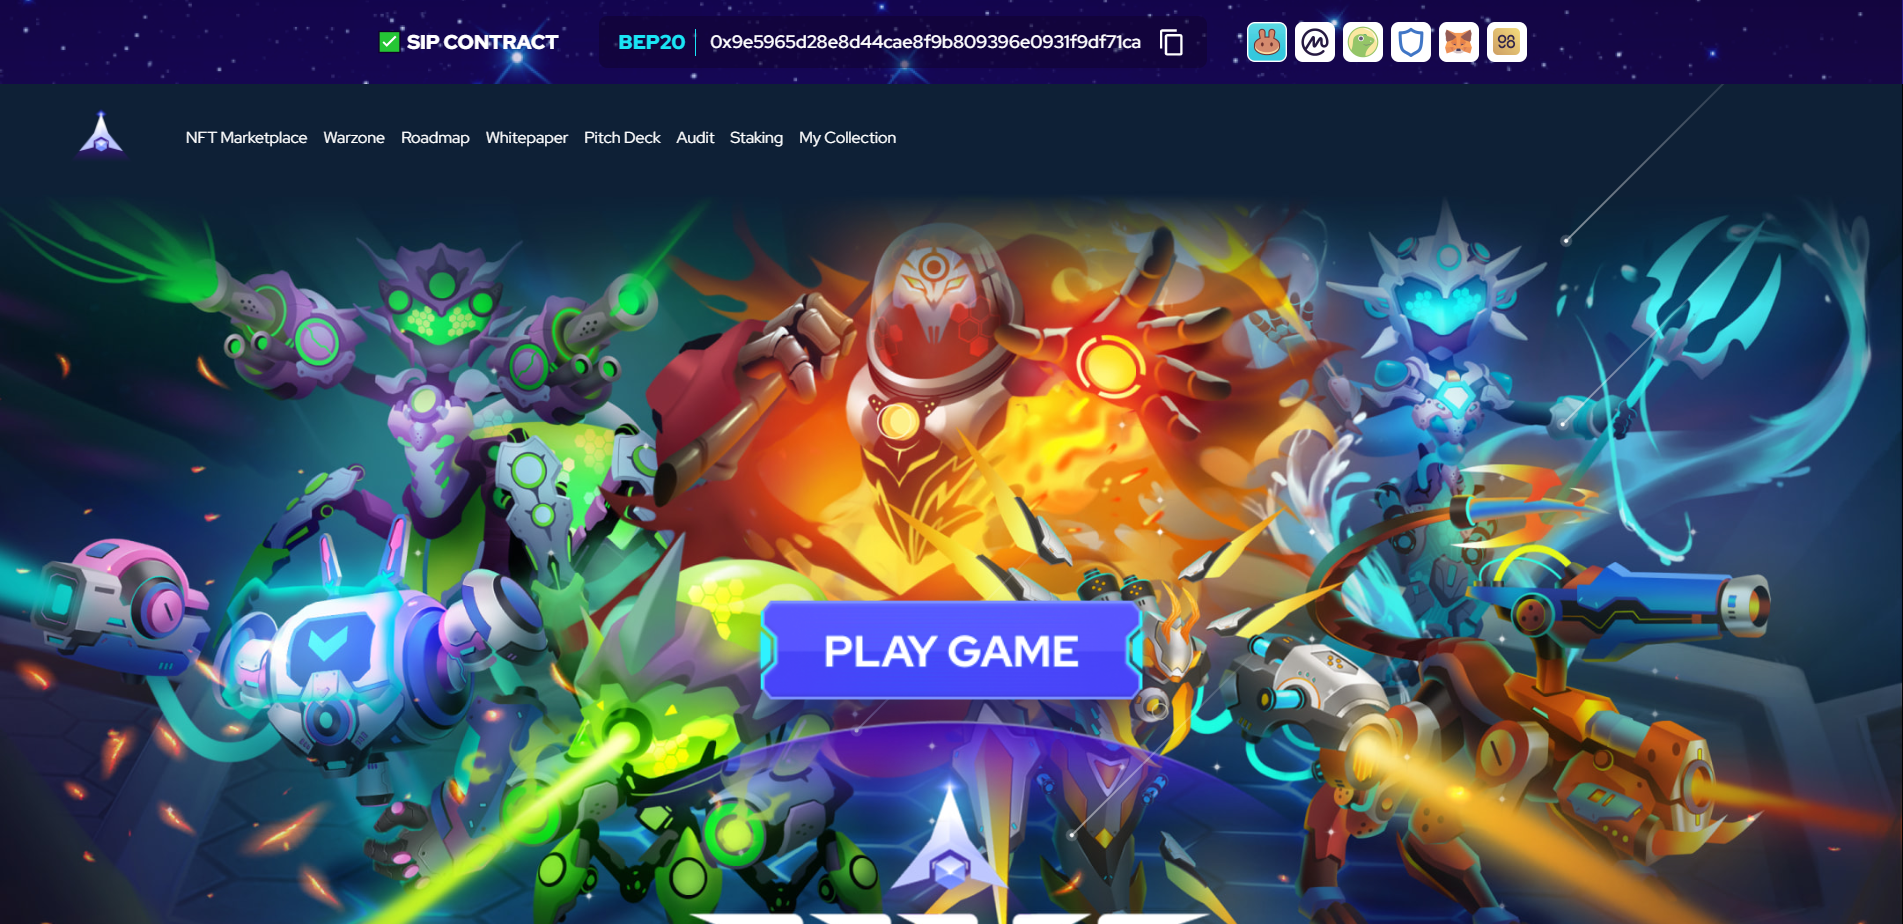 ✅ SIP CONTRACT
BEP20 | 0x9e5965d28e8d44cae8f9b809396e0931f9df71ca
98
NFT Marketplace Warzone Roadmap Whitepaper Pitch Deck Audit Staking My Collection
PLAY GAME